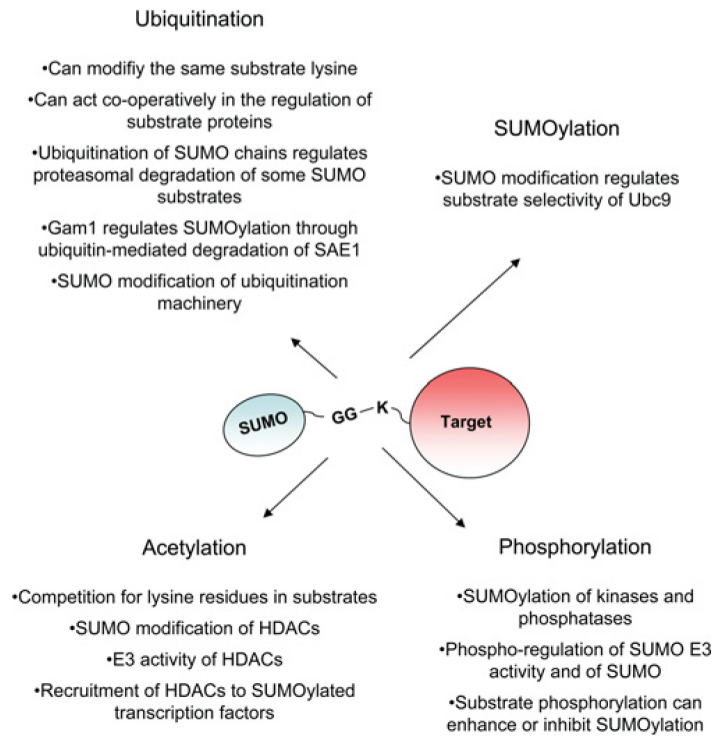 Ubiquitination
•Can modifiy the same substrate lysine
•Can act co-operatively in the regulation of
substrate proteins
•Ubiquitination of SUMO chains regulates
proteasomal degradation of some SUMO
substrates
•Gam1 regulates SUMOylation through
ubiquitin-mediated degradation of SAE1
•SUMO modification of ubiquitination
machinery
SUMOylation
•SUMO modification regulates
substrate selectivity of Ubc9
SUMO
GG
K
Target
Acetylation
•Competition for lysine residues in substrates
•SUMO modification of HDACs
•E3 activity of HDACs
•Recruitment of HDACs to SUMOylated
transcription factors
Phosphorylation
•SUMOylation of kinases and
phosphatases
•Phospho-regulation of SUMO E3
activity and of SUMO
•Substrate phosphorylation can
enhance or inhibit SUMOylation